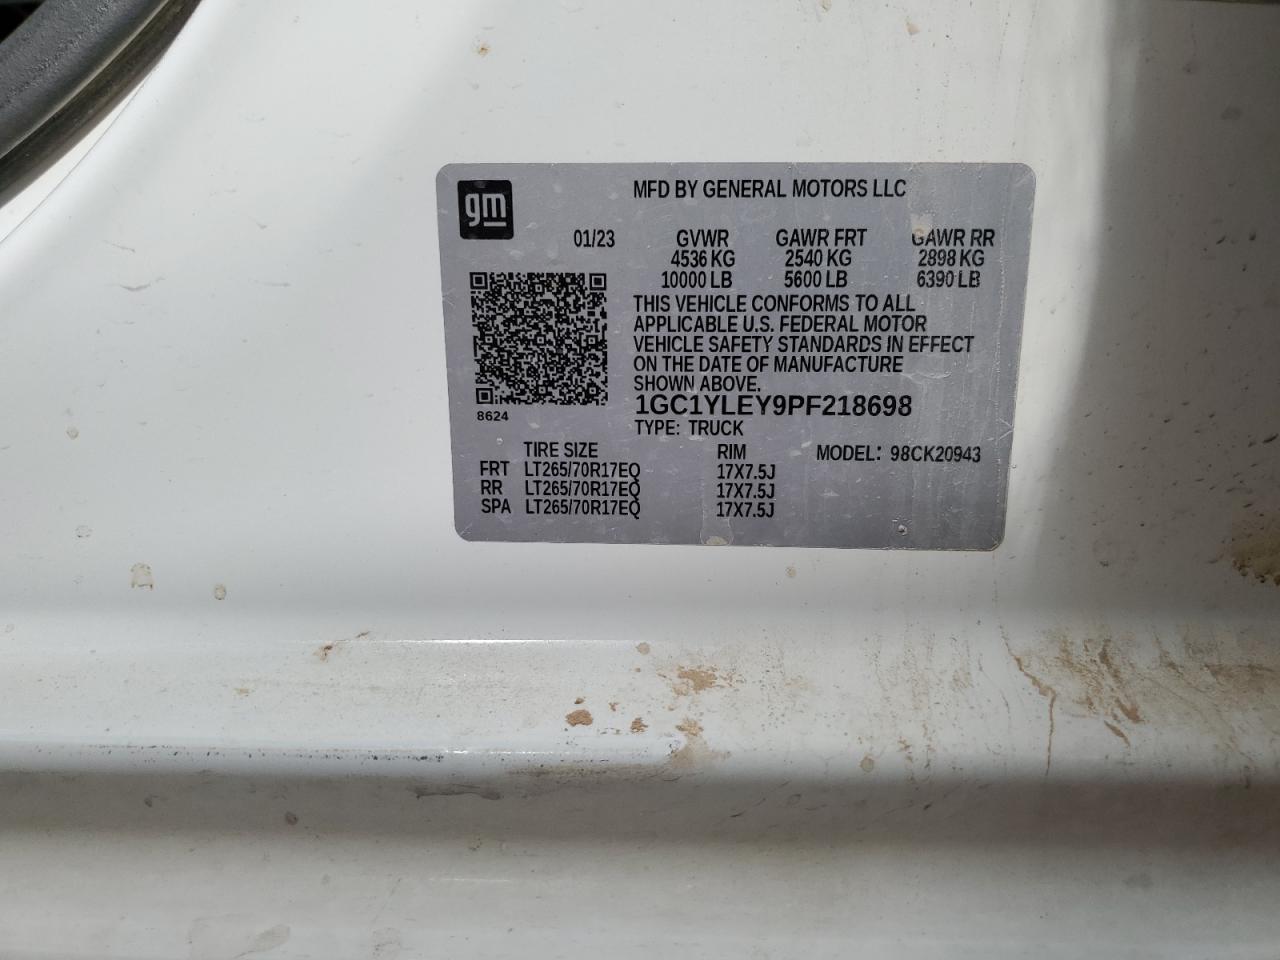 gm
MFD BY GENERAL MOTORS LLC
01/23 GVWR GAWR FRT GAWR RR
4536 KG 2540 KG 2898 KG
10000 LB 5600 LB 6390 LB
THIS VEHICLE CONFORMS TO ALL
APPLICABLE U.S. FEDERAL MOTOR
VEHICLE SAFETY STANDARDS IN EFFECT
ON THE DATE OF MANUFACTURE
SHOWN ABOVE.
1GC1YLEY9PF218698
8624
TYPE: TRUCK
TIRE SIZE RIM MODEL: 98CK20943
FRT LT265/70R17EQ 17X7.5J
RR LT265/70R17EQ 17X7.5J
SPA LT265/70R17EQ 17X7.5J